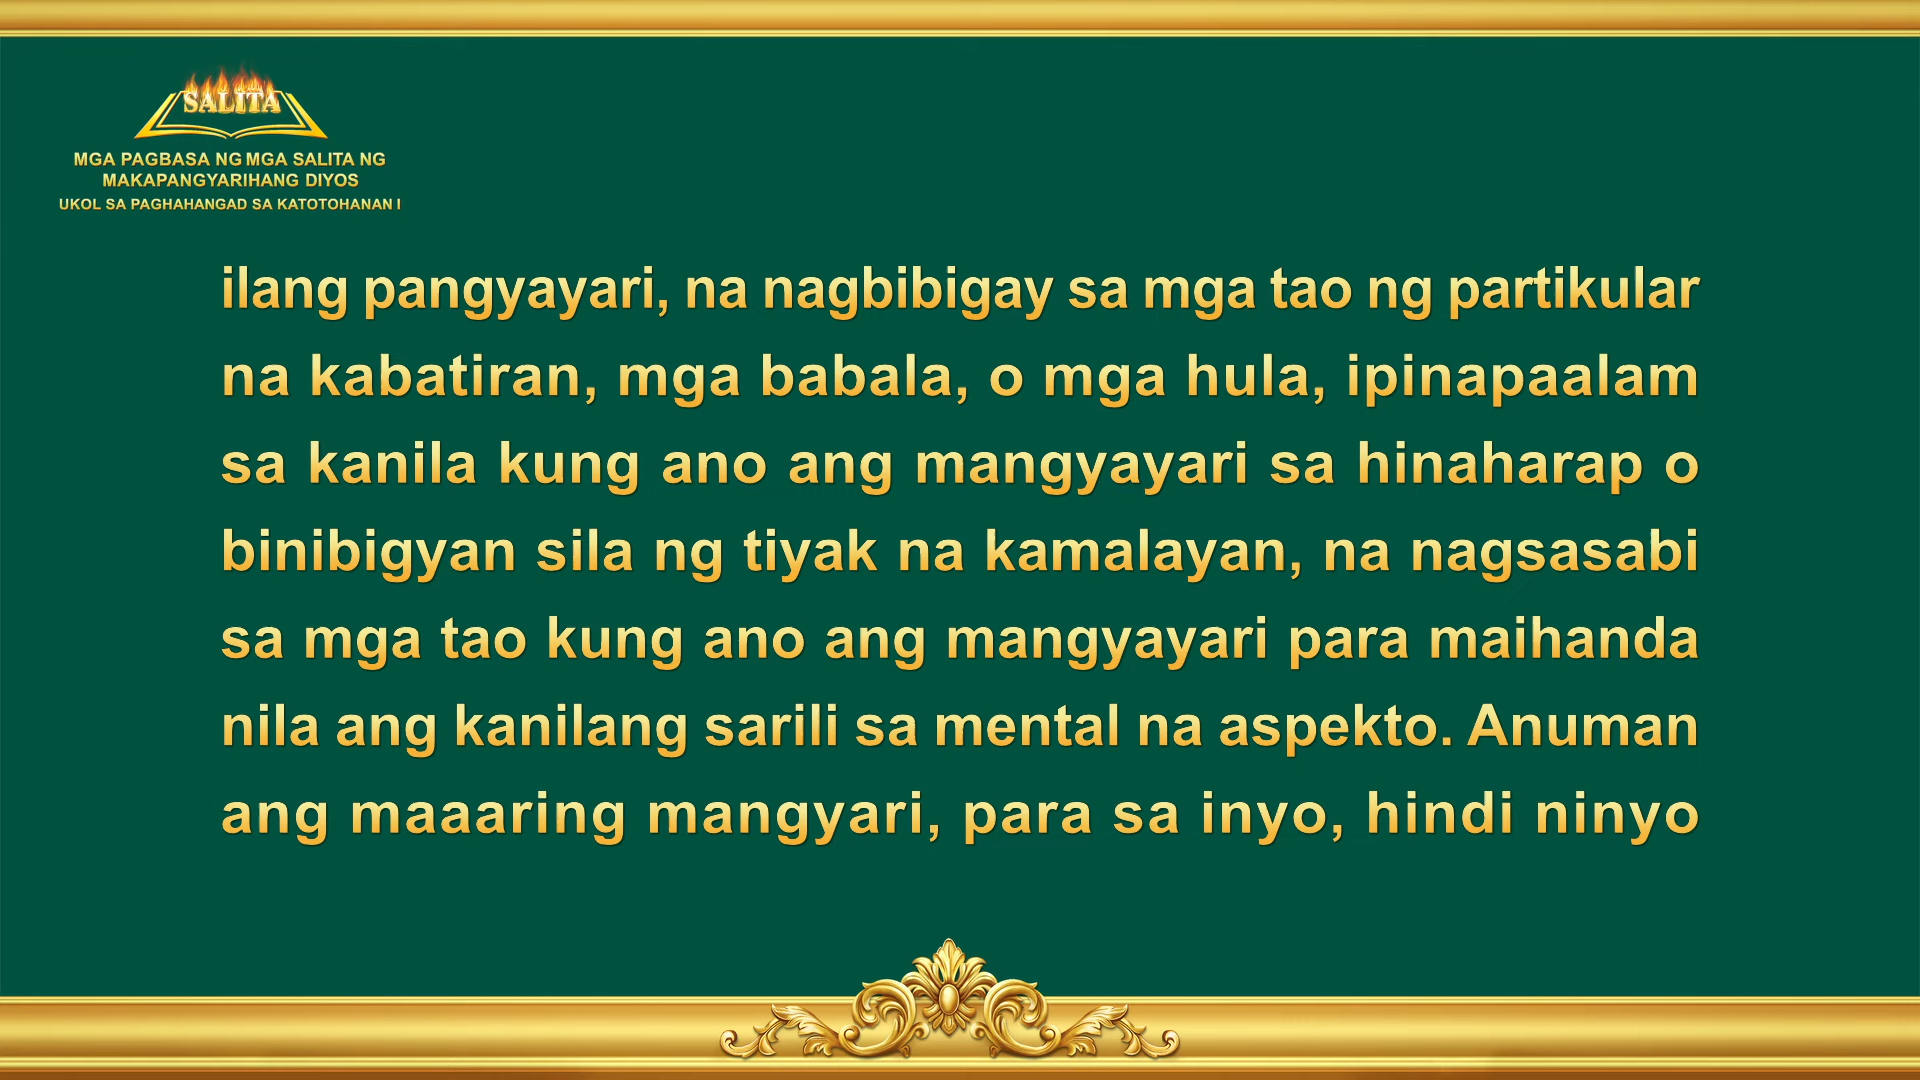 SALITA
MGA PAGBASA NG MGA SALITA NG
MAKAPANGYARIHANG DIYOS
UKOL SA PAGHAHANGAD SA KATOTOHANAN I
ilang pangyayari, na nagbibigay sa mga tao ng partikular
na kabatiran, mga babala, o mga hula, ipinapaalam
sa kanila kung ano ang mangyayari sa hinaharap o
binibigyan sila ng tiyak na kamalayan, na nagsasabi
sa mga tao kung ano ang mangyayari para maihanda
nila ang kanilang sarili sa mental na aspekto. Anuman
ang maaaring mangyari, para sa inyo, hindi ninyo